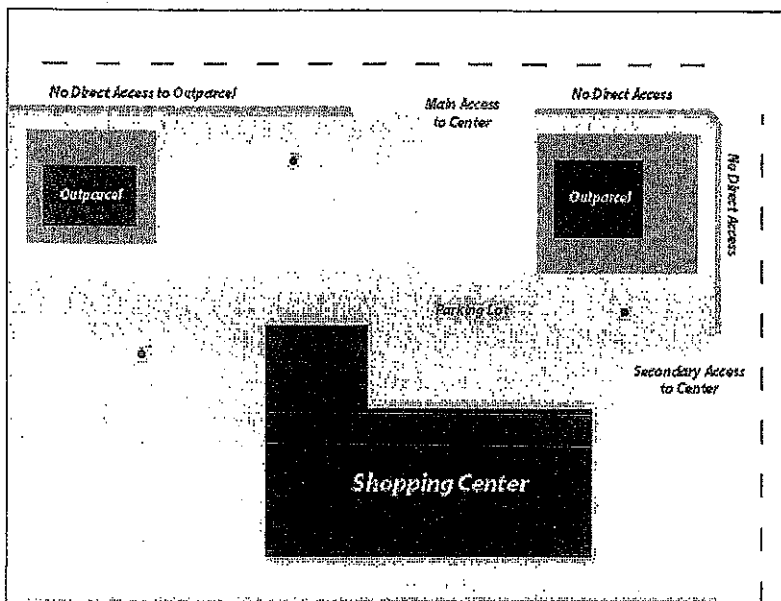 No Direct Access to Outparcel
Main Access
to Center
No Direct Access
Outparcel
Outparcel
No Direct Access
Parking Lot
Secondary Access
to Center
Shopping Center